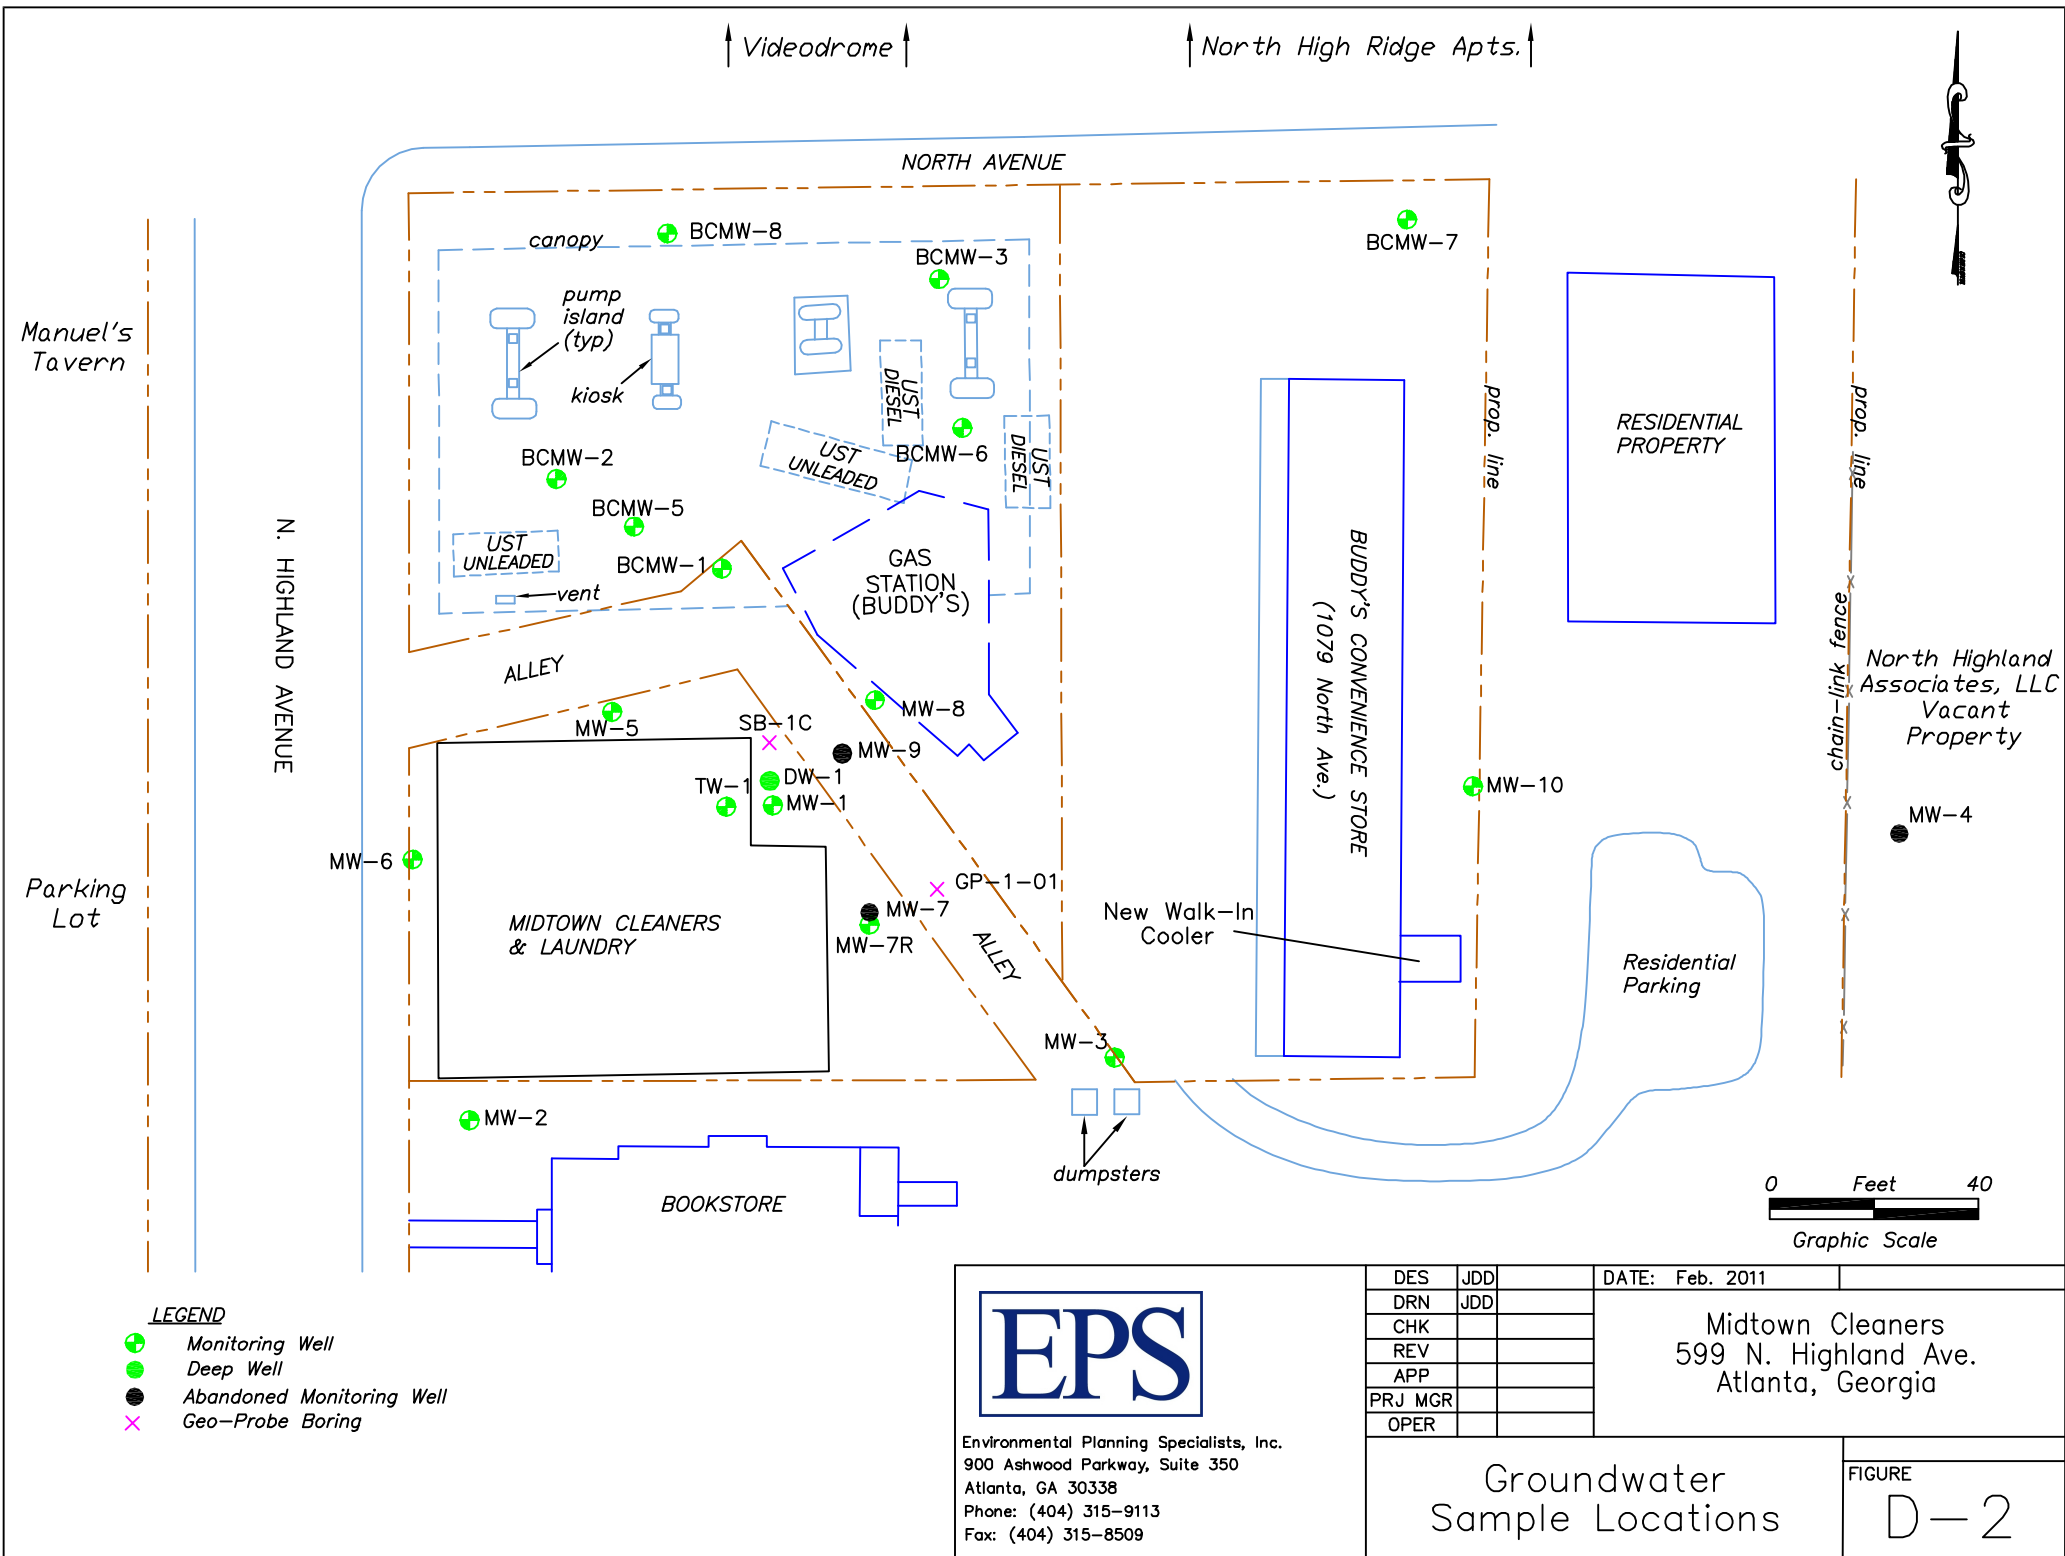 Videodrome
North High Ridge Apts.
NORTH AVENUE
BCMW-8
BCMW-7
canopy
BCMW-3
pump
island
(typ)
Manuel's
Tavern
kiosk
UST
DIESEL
prop. line
prop. line
RESIDENTIAL
PROPERTY
BCMW-2
UST
UNLEADED
BCMW-6
UST
DIESEL
BCMW-5
N. HIGHLAND AVENUE
UST
UNLEADED
BCMW-1
GAS
STATION
(BUDDY'S)
BUDDY'S CONVENIENCE STORE
(1079 North Ave.)
vent
chain-link fence
ALLEY
North Highland
Associates, LLC
Vacant
Property
MW-5
SB-1C
MW-8
MW-9
TW-1
DW-1
MW-1
MW-10
MW-4
MW-6
Parking
Lot
GP-1-01
MIDTOWN CLEANERS
& LAUNDRY
MW-7
MW-7R
ALLEY
New Walk-In
Cooler
Residential
Parking
MW-3
MW-2
dumpsters
BOOKSTORE
0 Feet 40
Graphic Scale
LEGEND
Monitoring Well
Deep Well
Abandoned Monitoring Well
Geo-Probe Boring
EPS
Environmental Planning Specialists, Inc.
900 Ashwood Parkway, Suite 350
Atlanta, GA 30338
Phone: (404) 315-9113
Fax: (404) 315-8509
DES JDD
DRN JDD
CHK
REV
APP
PRJ MGR
OPER
DATE: Feb. 2011
Midtown Cleaners
599 N. Highland Ave.
Atlanta, Georgia
Groundwater
Sample Locations
FIGURE
D-2